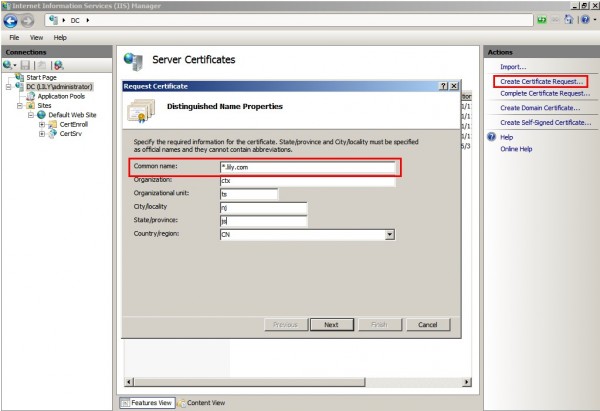 Internet Information Services (IIS) Manager
DC
File View Help
Connections
Start Page
DC (LILY\administrator)
Application Pools
Sites
Default Web Site
CertEnroll
CertSrv
Server Certificates
Request Certificate
Distinguished Name Properties
Specify the required information for the certificate. State/province and City/locality must be specified
as official names and they cannot contain abbreviations.
Common name: *.lily.com
Organization: ctx
Organizational unit: ts
City/locality nj
State/province: js
Country/region: CN
Previous Next Finish Cancel
Features View Content View
Actions
Import...
Create Certificate Request...
Complete Certificate Request...
Create Domain Certificate...
Create Self-Signed Certificate...
Help
Online Help